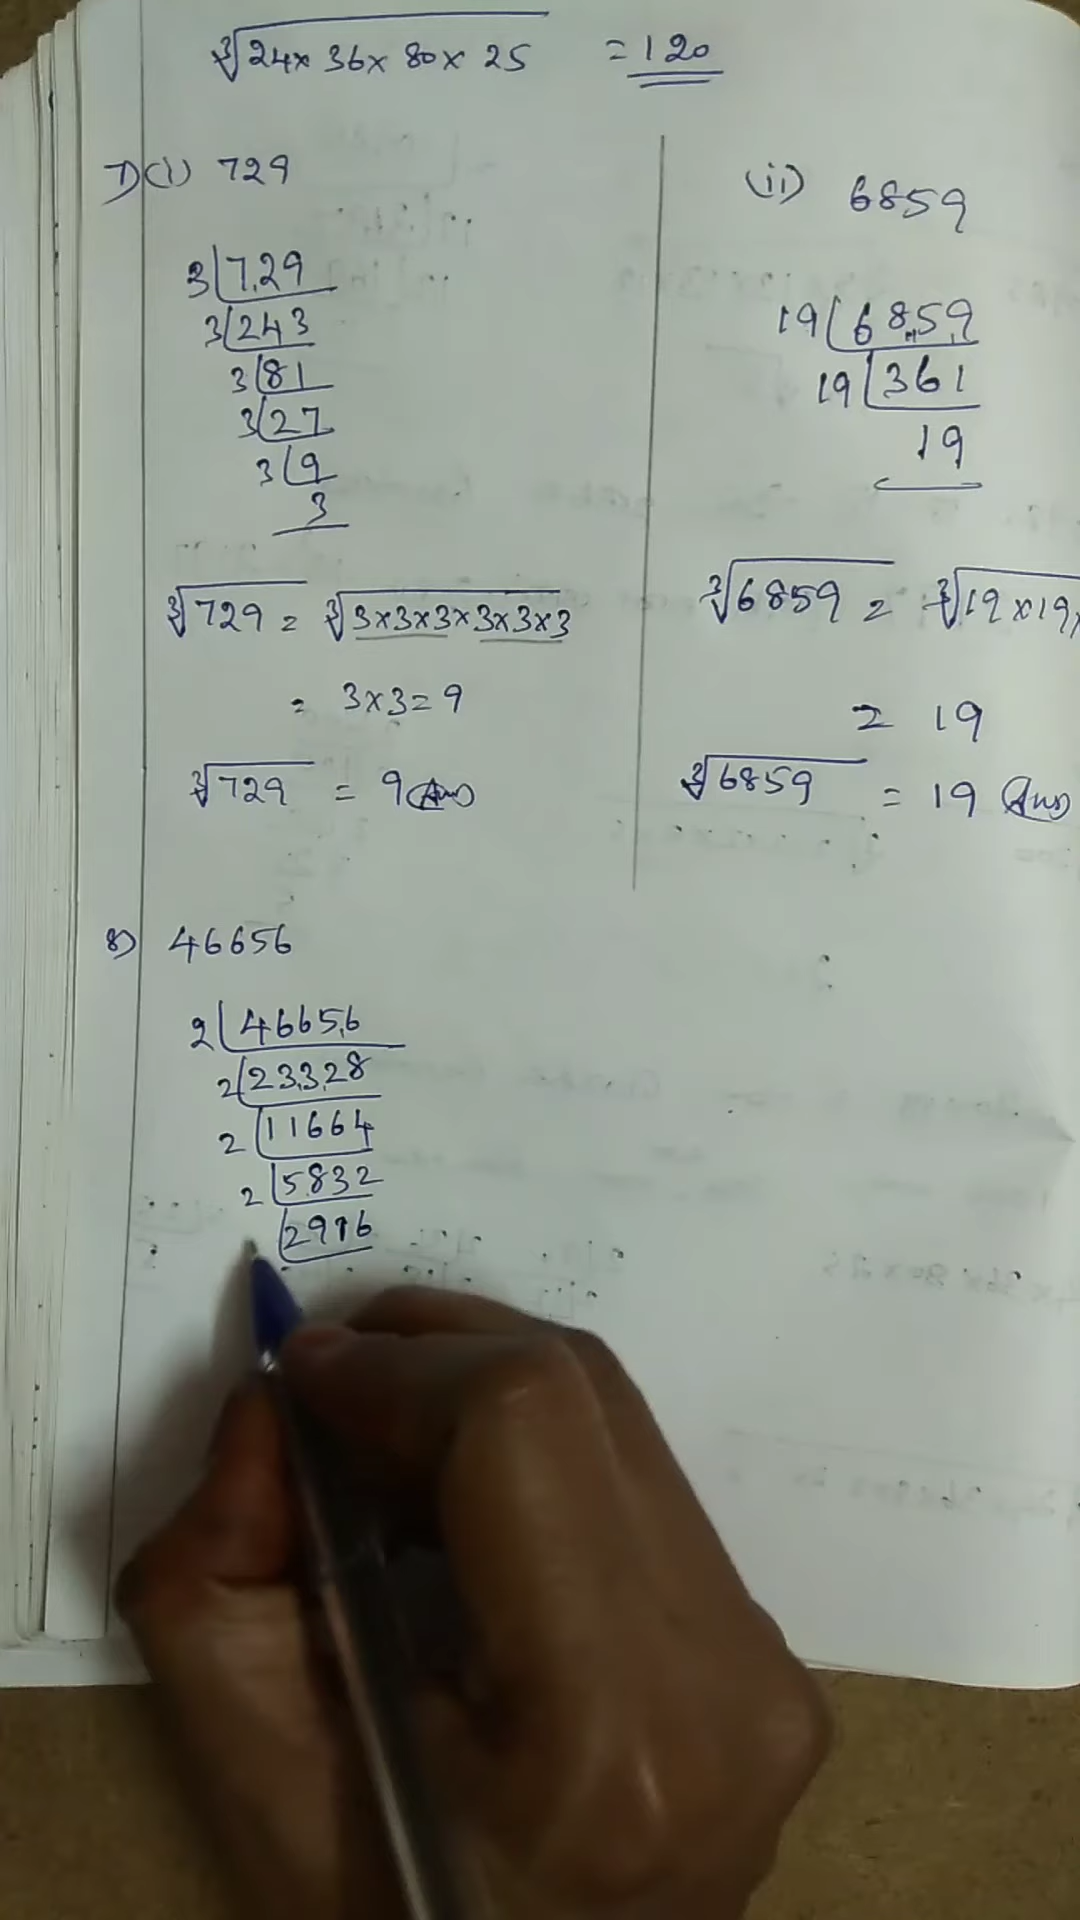 ∛24× 36× 80× 25 = 120
7) (i) 729
3 | 729
3 | 243
3 | 81
3 | 27
3 | 9
3
∛729 = ∛3×3×3×3×3×3
= 3×3 = 9
∛729 = 9 (Ans)
(ii) 6859
19 | 6859
19 | 361
19
∛6859 = ∛19×19×
= 19
∛6859 = 19 (Ans)
8) 46656
2 | 46656
2 | 23328
2 | 11664
2 | 5832
2916